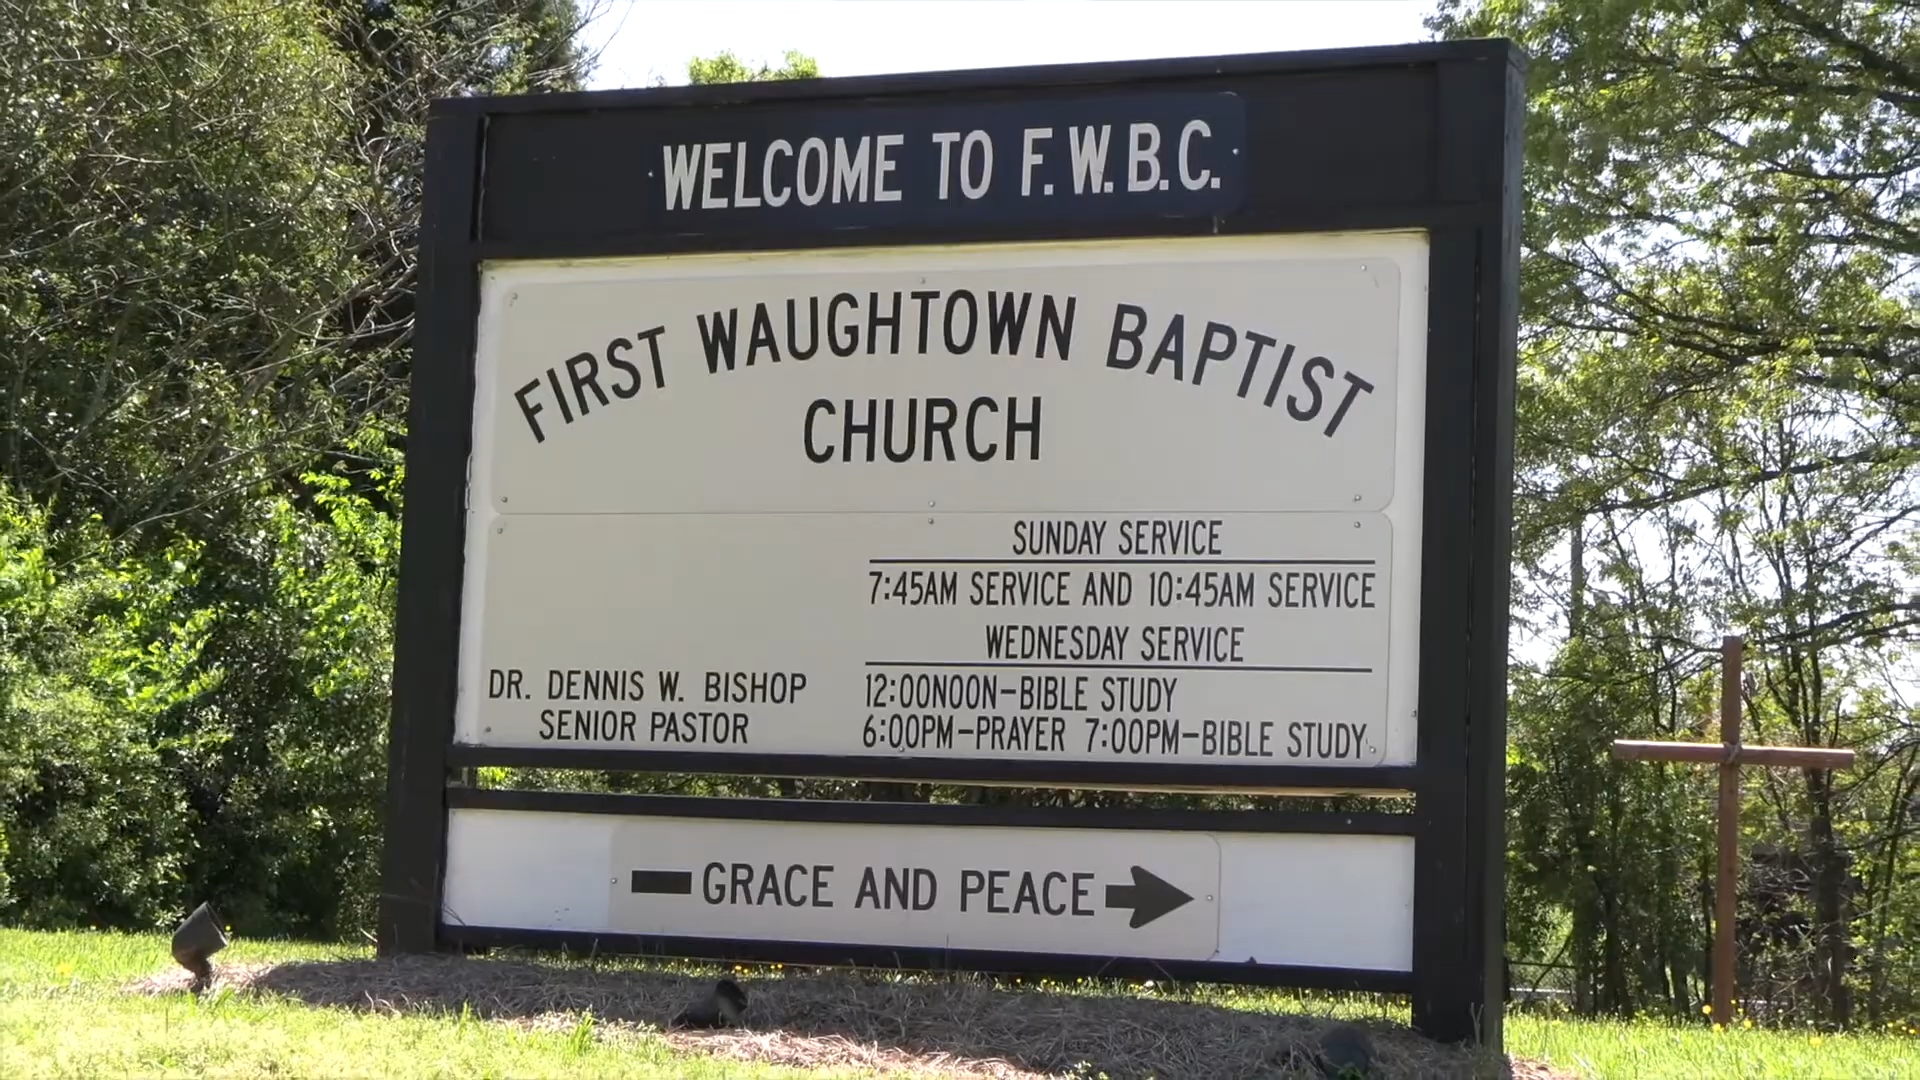 WELCOME TO F.W.B.C.
FIRST WAUGHTOWN BAPTIST
CHURCH
SUNDAY SERVICE
7:45AM SERVICE AND 10:45AM SERVICE
WEDNESDAY SERVICE
12:00NOON-BIBLE STUDY
6:00PM-PRAYER 7:00PM-BIBLE STUDY
DR. DENNIS W. BISHOP
SENIOR PASTOR
GRACE AND PEACE